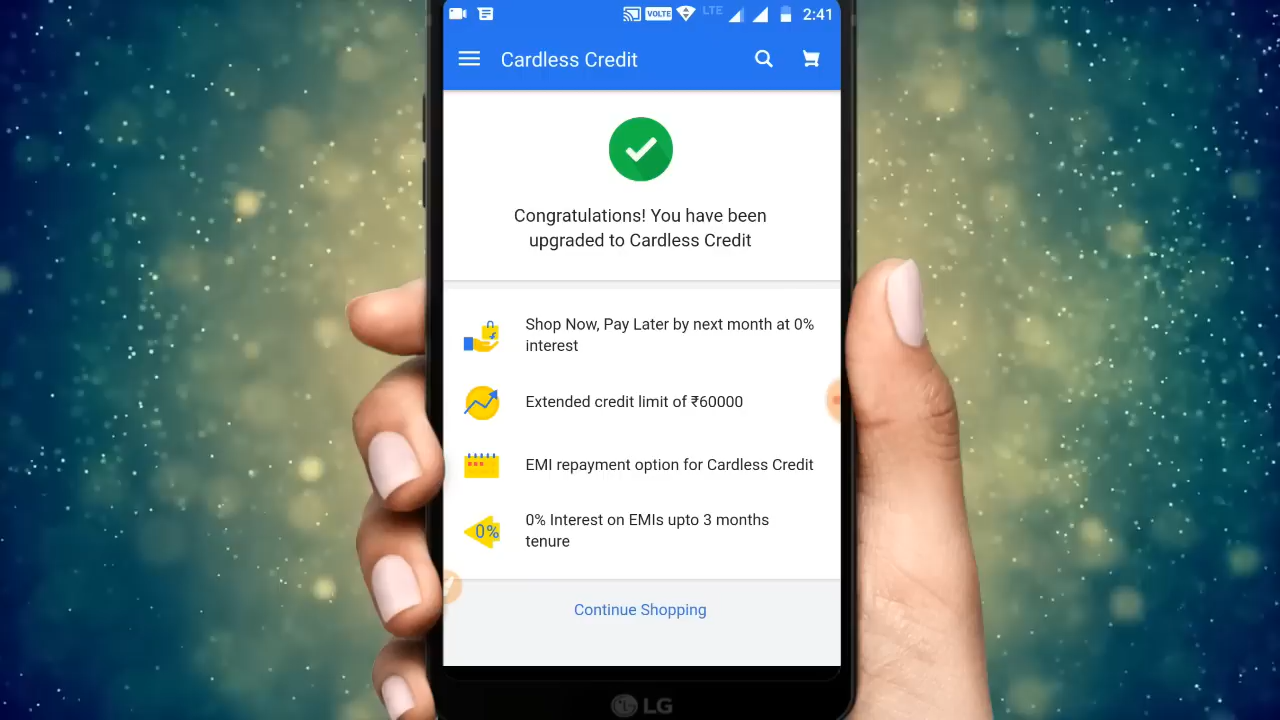 VOLTE LTE 2:41
Cardless Credit
Congratulations! You have been
upgraded to Cardless Credit
Shop Now, Pay Later by next month at 0%
interest
Extended credit limit of ₹60000
EMI repayment option for Cardless Credit
0% 0% Interest on EMIs upto 3 months
tenure
Continue Shopping
LG